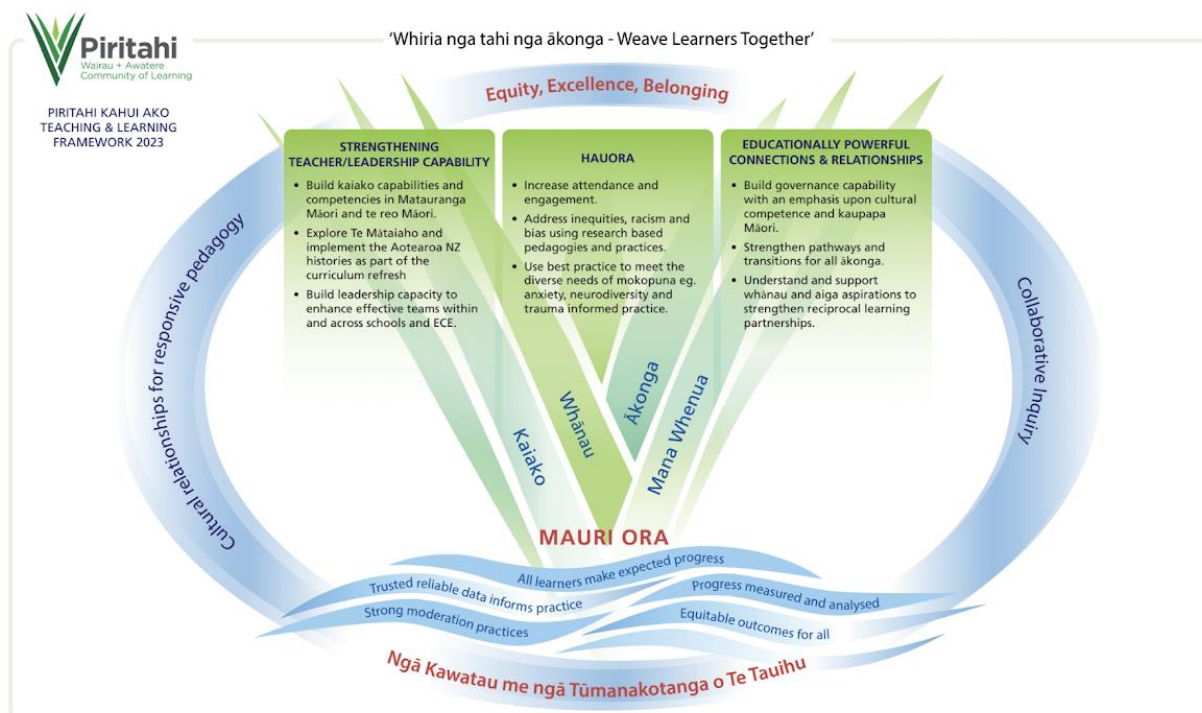 Piritahi
Wairau + Awatere
Community of Learning
PIRITAHI KAHUI AKO
TEACHING & LEARNING
FRAMEWORK 2023
'Whiria nga tahi nga ākonga - Weave Learners Together'
Equity, Excellence, Belonging
STRENGTHENING
TEACHER/LEADERSHIP CAPABILITY
• Build kaiako capabilities and
competencies in Matauranga
Māori and te reo Māori.
• Explore Te Mātaiaho and
implement the Aotearoa NZ
histories as part of the
curriculum refresh
• Build leadership capacity to
enhance effective teams within
and across schools and ECE.
HAUORA
• Increase attendance and
engagement.
• Address inequities, racism and
bias using research based
pedagogies and practices.
• Use best practice to meet the
diverse needs of mokopuna eg.
anxiety, neurodiversity and
trauma informed practice.
EDUCATIONALLY POWERFUL
CONNECTIONS & RELATIONSHIPS
• Build governance capability
with an emphasis upon cultural
competence and kaupapa
Māori.
• Strengthen pathways and
transitions for all ākonga.
• Understand and support
whānau and aiga aspirations to
strengthen reciprocal learning
partnerships.
Cultural relationships for responsive pedagogy
Collaborative Inquiry
Kaiako
Whānau
Ākonga
Mana Whenua
MAURI ORA
All learners make expected progress
Trusted reliable data informs practice
Progress measured and analysed
Strong moderation practices
Equitable outcomes for all
Ngā Kawatau me ngā Tūmanakotanga o Te Tauihu